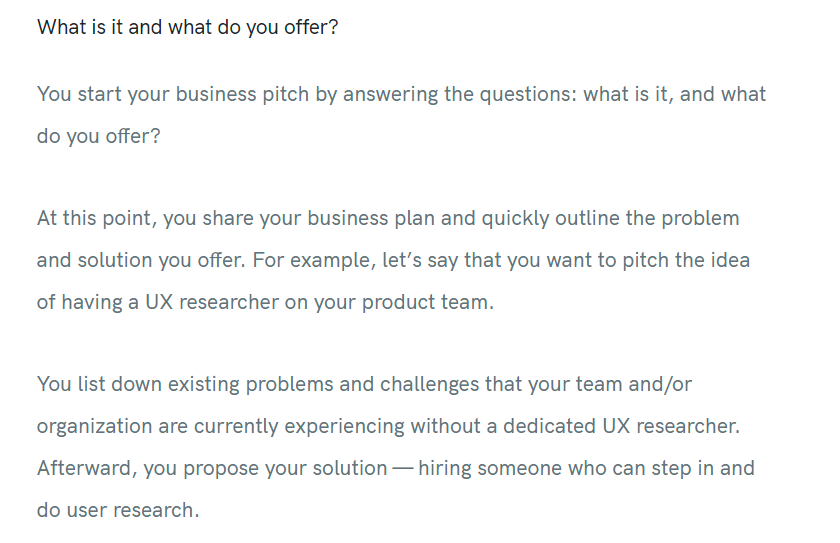 What is it and what do you offer?
You start your business pitch by answering the questions: what is it, and what
do you offer?
At this point, you share your business plan and quickly outline the problem
and solution you offer. For example, let’s say that you want to pitch the idea
of having a UX researcher on your product team.
You list down existing problems and challenges that your team and/or
organization are currently experiencing without a dedicated UX researcher.
Afterward, you propose your solution — hiring someone who can step in and
do user research.